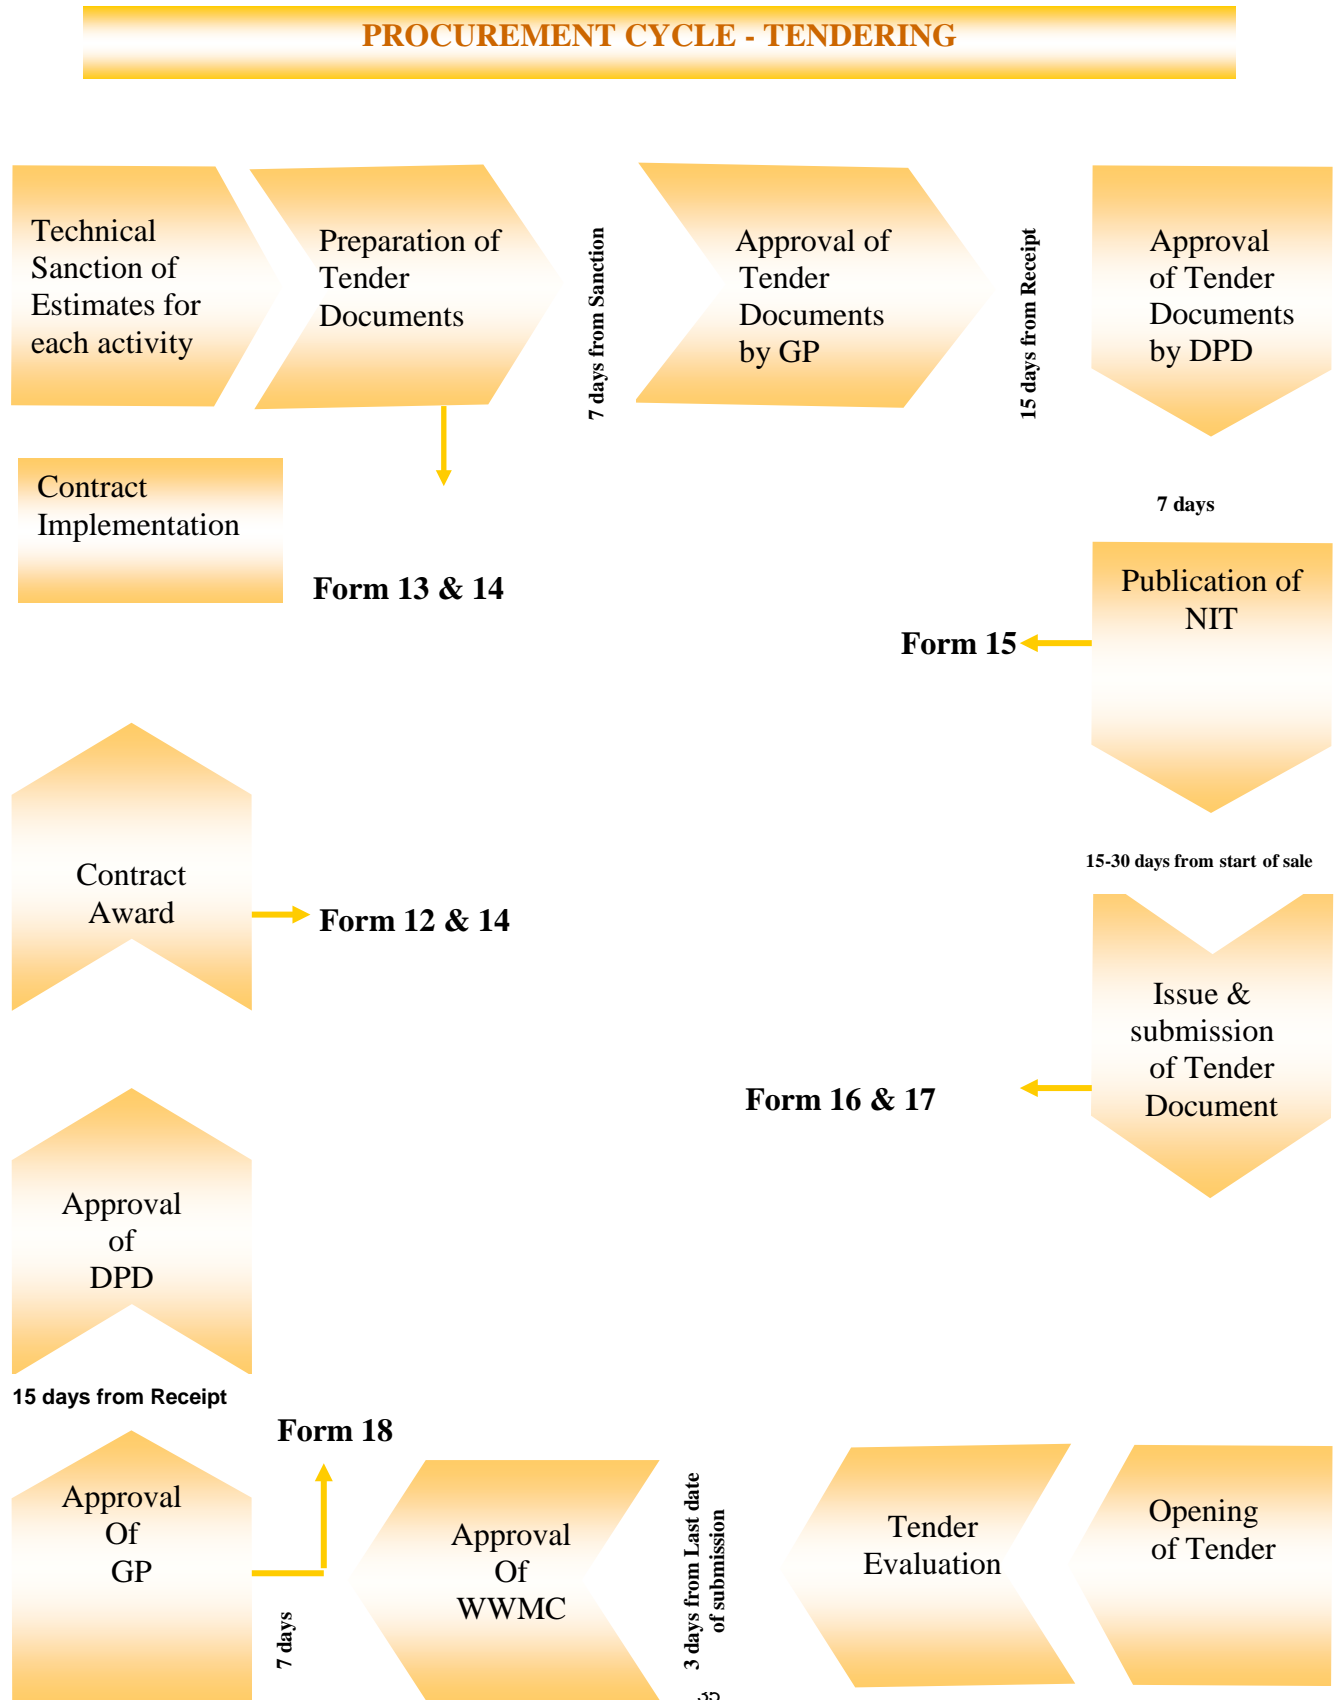 PROCUREMENT CYCLE - TENDERING
Technical
Sanction of
Estimates for
each activity
Preparation of
Tender
Documents
7 days from Sanction
Approval of
Tender
Documents
by GP
15 days from Receipt
Approval
of Tender
Documents
by DPD
Contract
Implementation
Form 13 & 14
7 days
Publication of
NIT
Form 15
15-30 days from start of sale
Contract
Award
Form 12 & 14
Issue &
submission
of Tender
Document
Form 16 & 17
Approval
of
DPD
15 days from Receipt
Form 18
Approval
Of
GP
7 days
Approval
Of
WWMC
3 days from Last date
of submission
Tender
Evaluation
Opening
of Tender